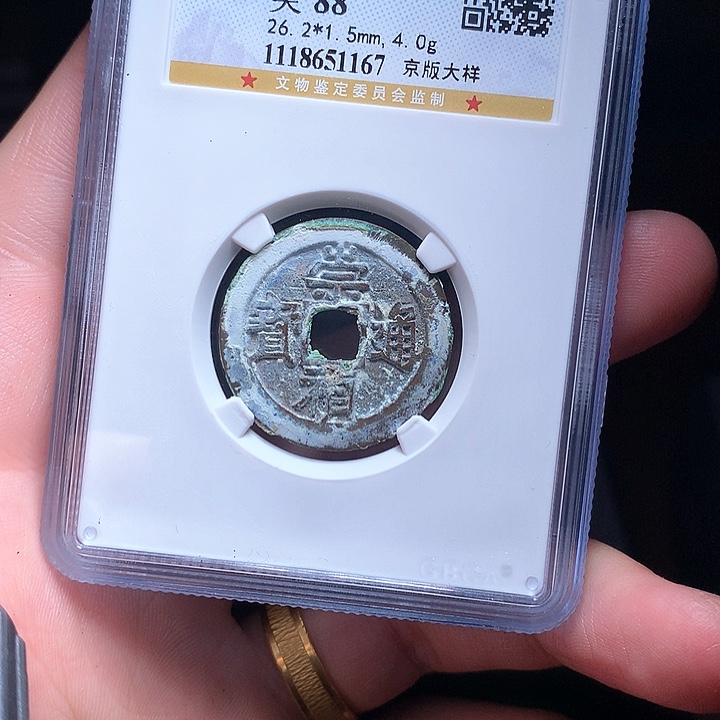 美 88
26.2*1.5mm, 4.0g
1118651167 京版大样
★ 文物鉴定委员会监制 ★
崇禎通寶